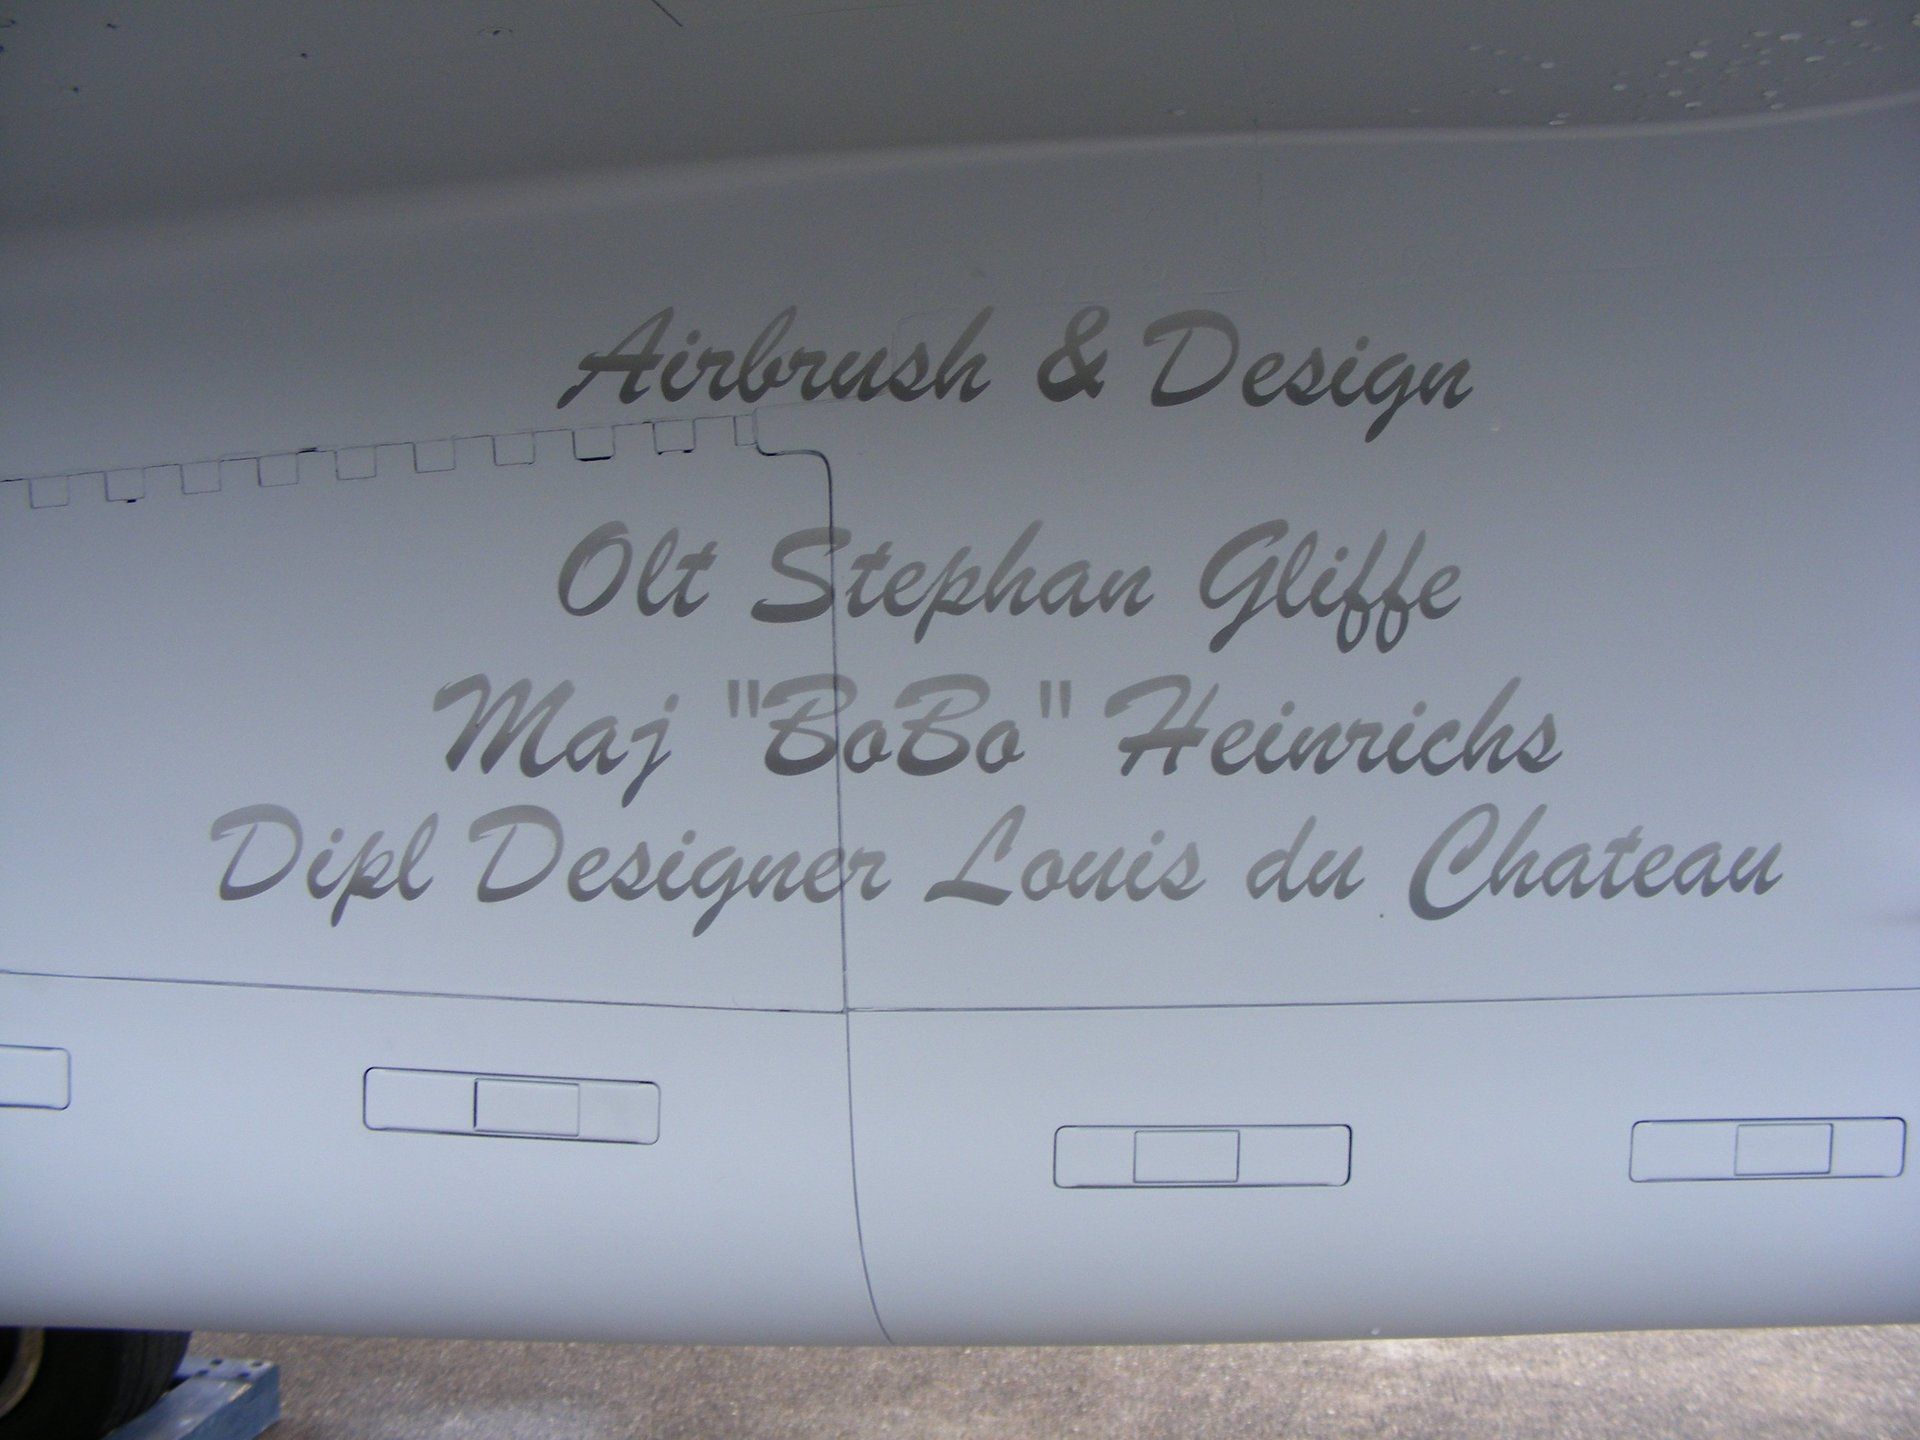 Airbrush & Design
Olt Stephan Gliffe
Maj "BoBo" Heinrichs
Dipl Designer Louis du Chateau